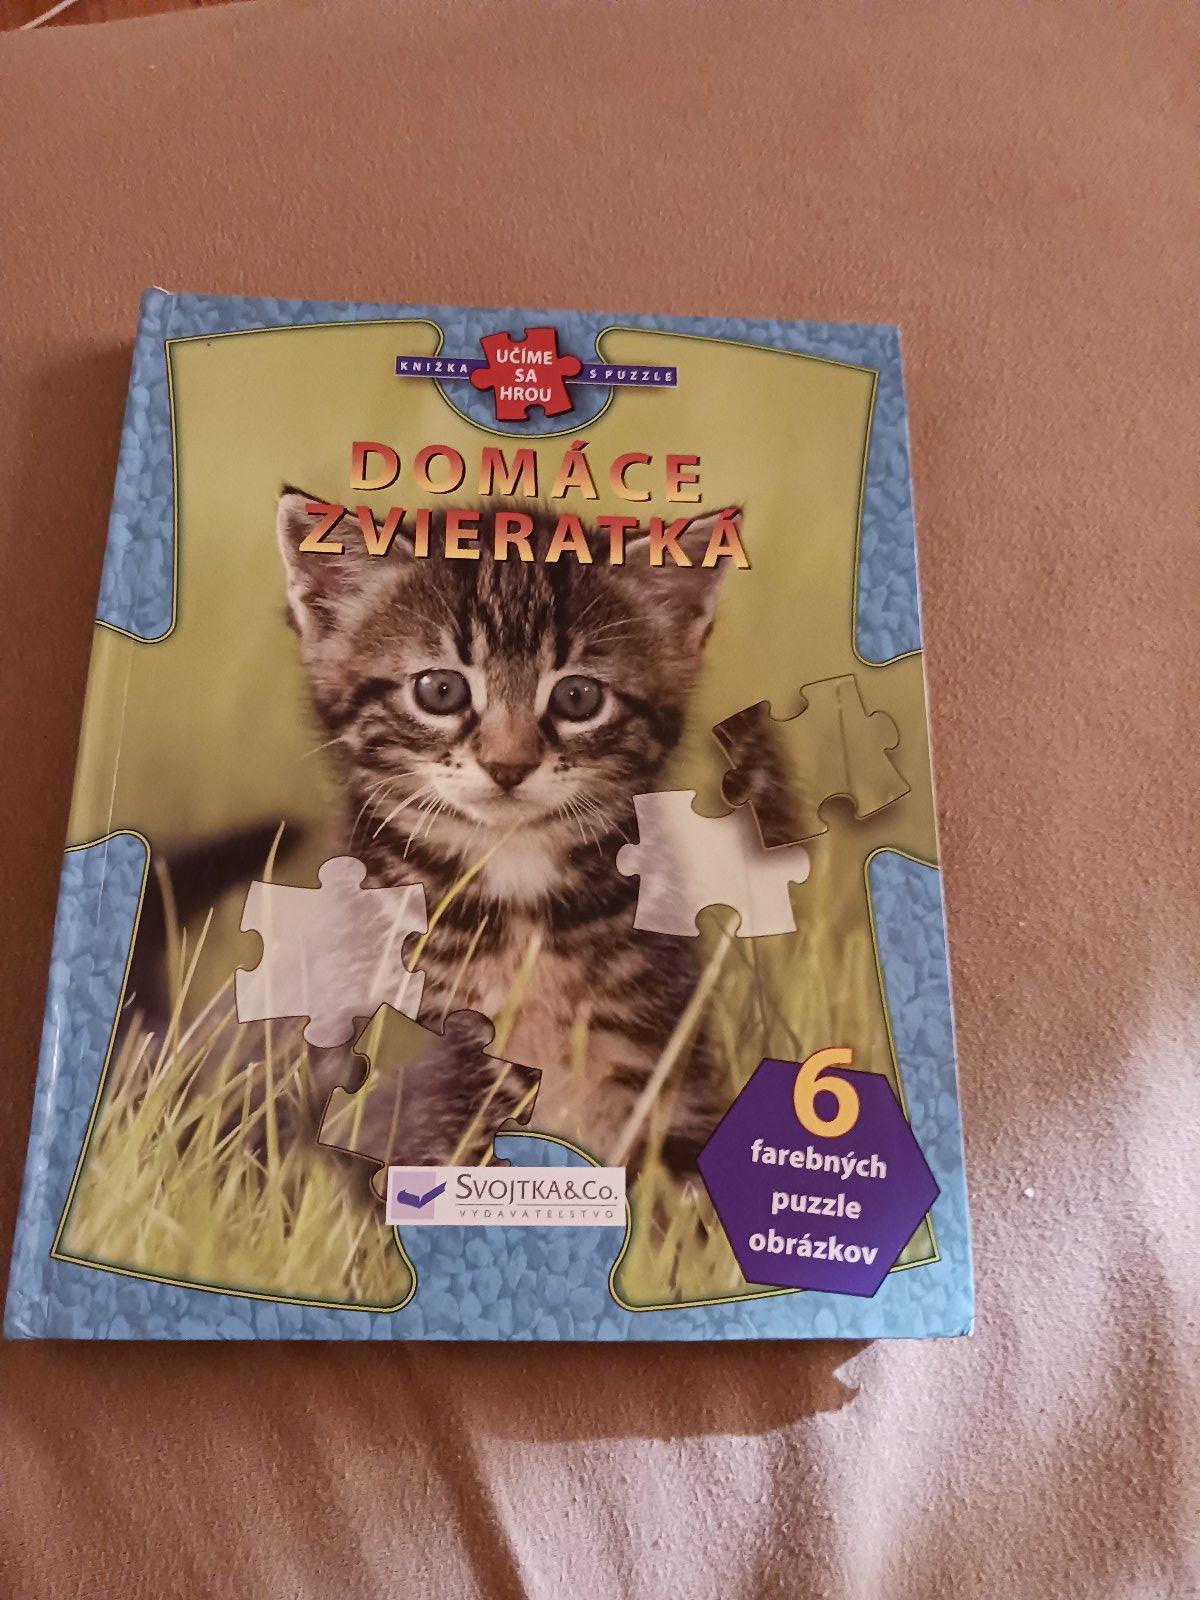 KNIŽKA
UČÍME
SA
HROU
S PUZZLE
DOMÁCE
ZVIERATKÁ
SVOJTKA&CO.
VYDAVATEĽSTVO
6
farebných
puzzle
obrázkov